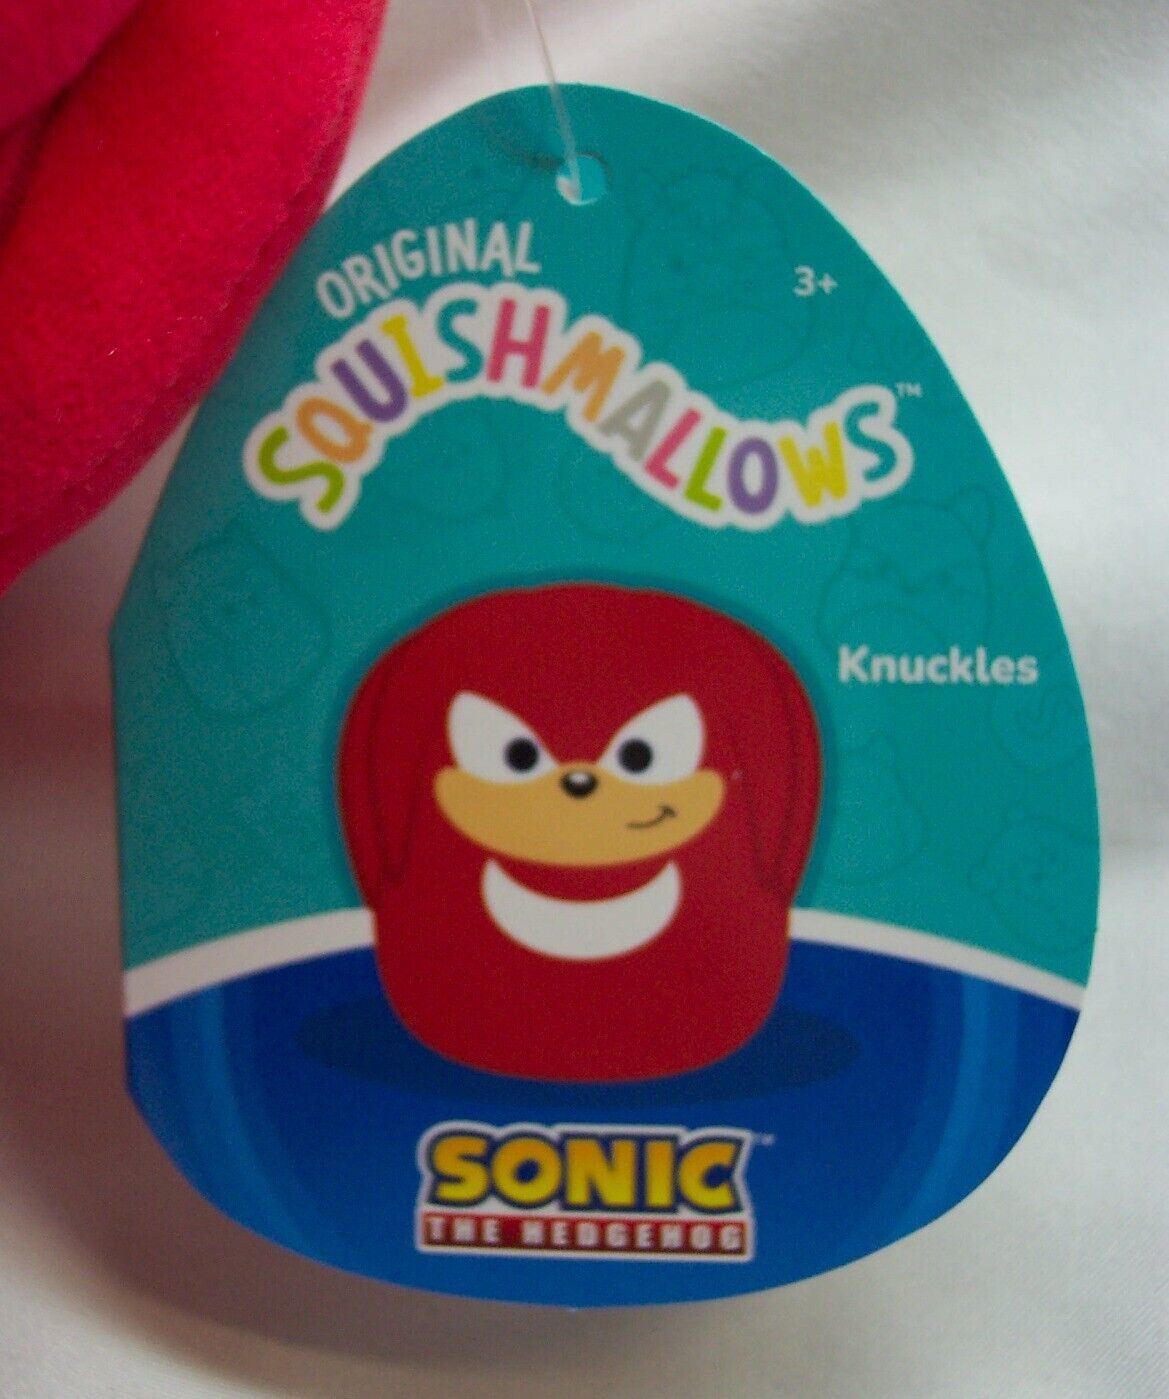 ORIGINAL
3+
SQUISHMALLOWS™
Knuckles
SONIC™
THE HEDGEHOG